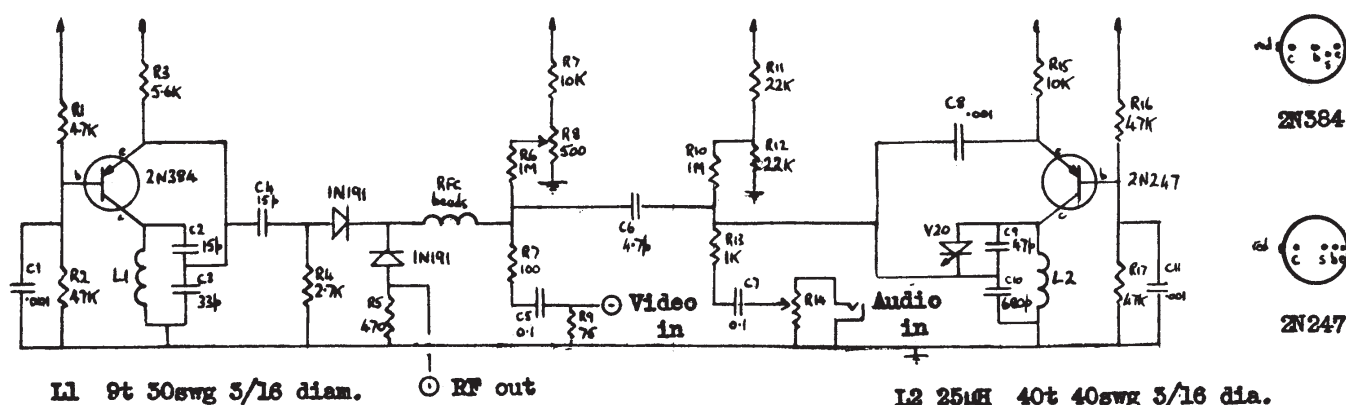 R3
5.6K
R1
47K
e
b
2N384
c
C1
.001
R2
47K
L1
C2
15p
C3
33p
C4
15p
R4
2.7K
1N191
1N191
R5
470
RFC
beads
R7
10K
R8
500
R6
1M
R7
100
C5
0.1
R9
75
Video
in
C6
4.7p
R11
22K
R10
1M
R12
22K
R13
1K
C7
0.1
R14
Audio
in
C8
.001
R15
10K
R16
47K
e
b
2N247
c
V20
C9
47p
C10
680p
L2
R17
47K
C11
.001
red
c
b
s
e
2N384
red
c
s
b
e
2N247
L1 9t 30swg 3/16 diam.
RF out
L2 25µH 40t 40swg 3/16 dia.